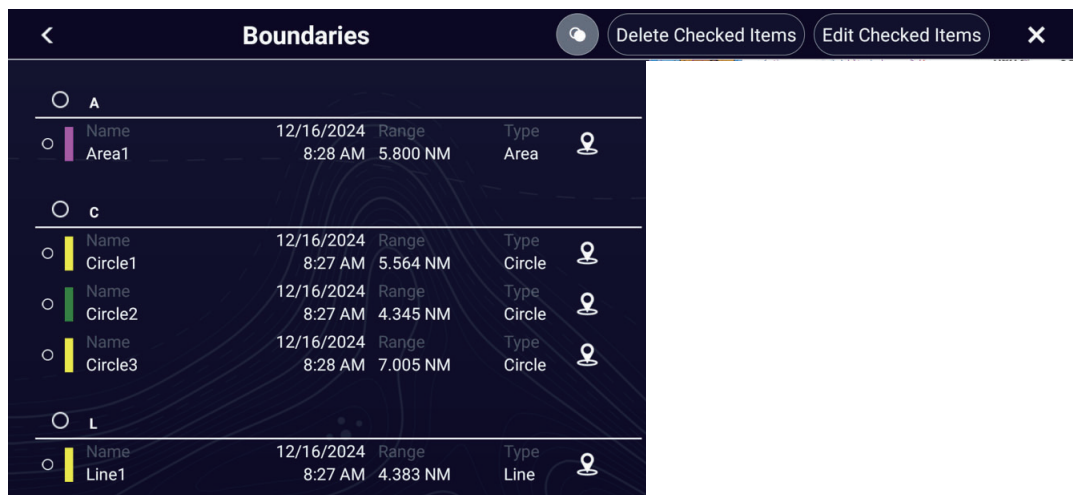 Boundaries Delete Checked Items Edit Checked Items
A
Name 12/16/2024 Range Type
Area1 8:28 AM 5.800 NM Area
C
Name 12/16/2024 Range Type
Circle1 8:27 AM 5.564 NM Circle
Name 12/16/2024 Range Type
Circle2 8:27 AM 4.345 NM Circle
Name 12/16/2024 Range Type
Circle3 8:28 AM 7.005 NM Circle
L
Name 12/16/2024 Range Type
Line1 8:27 AM 4.383 NM Line